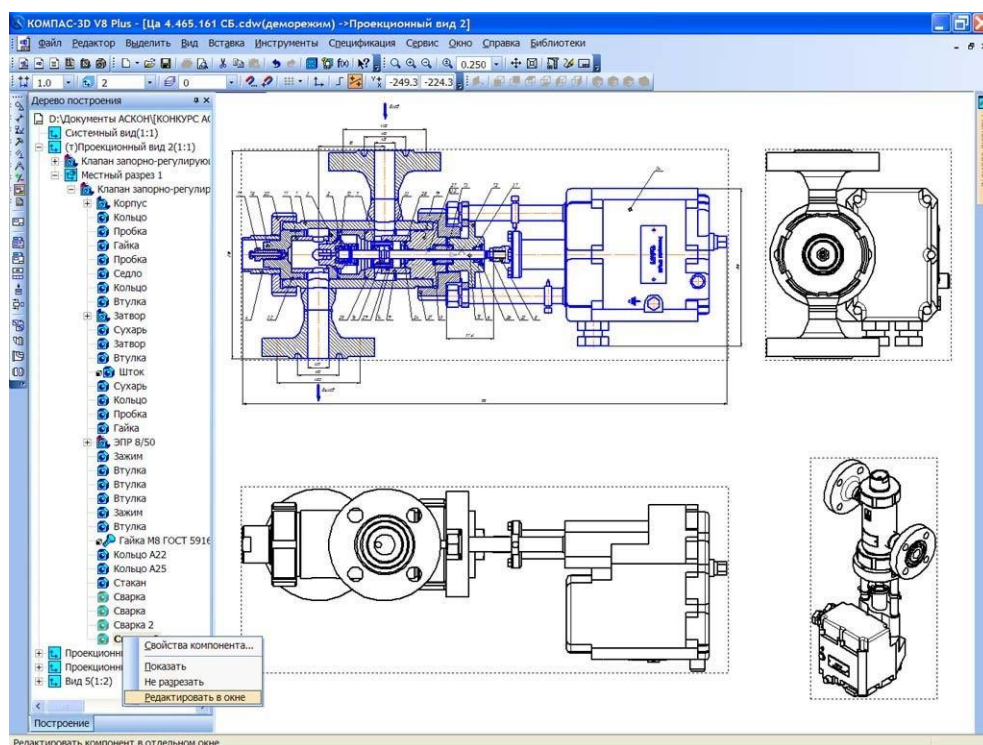 КОМПАС-3D V8 Plus - [Ца 4.465.161 СБ.cdw(деморежим) ->Проекционный вид 2]
Файл Редактор Выделить Вид Вставка Инструменты Спецификация Сервис Окно Справка Библиотеки
0.250
1.0 2 0 -249.3 -224.3
Дерево построения
D:\Документы АСКОН\[КОНКУРС АС
Системный вид(1:1)
(т)Проекционный вид 2(1:1)
Клапан запорно-регулирую
Местный разрез 1
Клапан запорно-регулир
Корпус
Кольцо
Пробка
Гайка
Пробка
Седло
Кольцо
Втулка
Затвор
Сухарь
Затвор
Втулка
Шток
Сухарь
Кольцо
Пробка
Гайка
ЭПР 8/50
Зажим
Втулка
Втулка
Втулка
Зажим
Втулка
Гайка М8 ГОСТ 5916
Кольцо А22
Кольцо А25
Стакан
Сварка
Сварка
Сварка 2
Свойства компонента...
Проекционн
Показать
Проекционн
Не разрезать
Вид 5(1:2)
Редактировать в окне
Построение
Редактировать компонент в отдельном окне